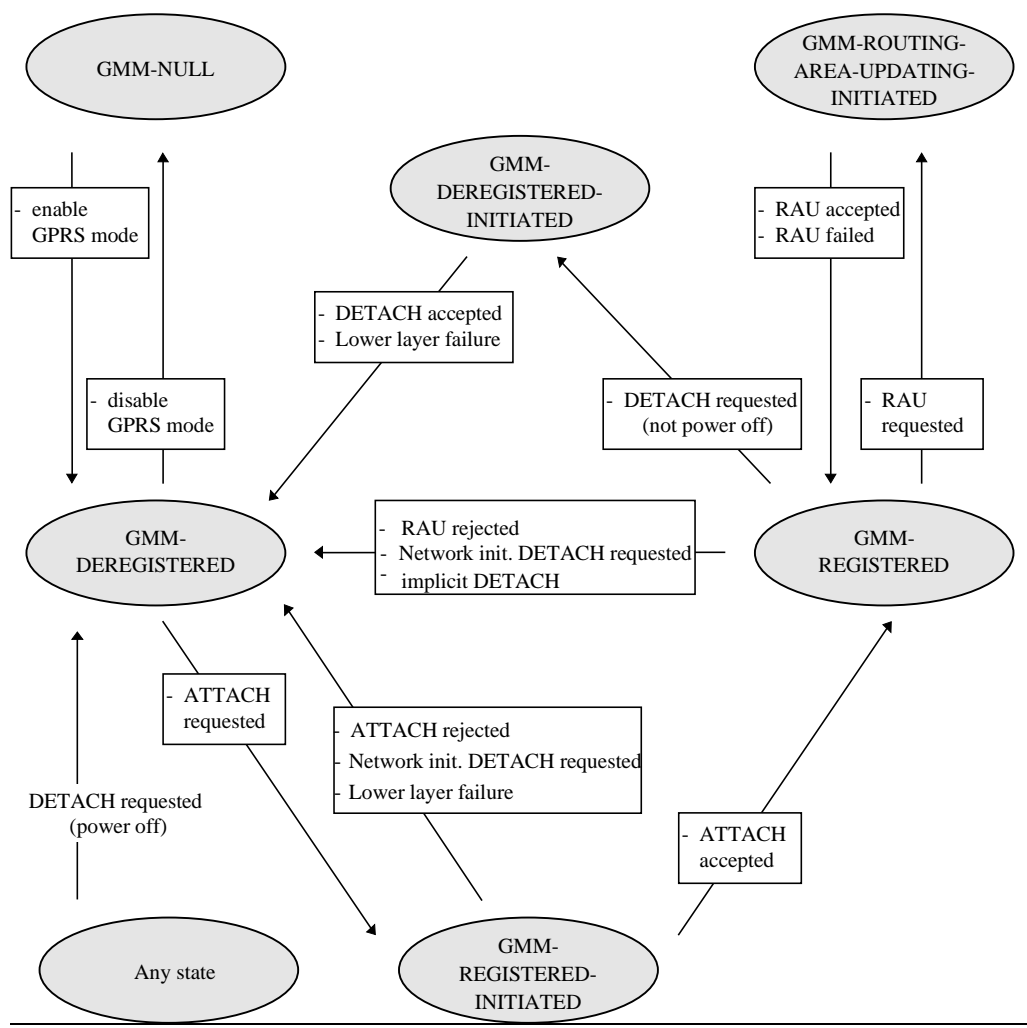 GMM-NULL
GMM-ROUTING-
AREA-UPDATING-
INITIATED
GMM-
DEREGISTERED-
INITIATED
- enable
GPRS mode
- RAU accepted
- RAU failed
- DETACH accepted
- Lower layer failure
- disable
GPRS mode
- DETACH requested
(not power off)
- RAU
requested
GMM-
DEREGISTERED
- RAU rejected
- Network init. DETACH requested
- implicit DETACH
GMM-
REGISTERED
- ATTACH
requested
- ATTACH rejected
- Network init. DETACH requested
- Lower layer failure
DETACH requested
(power off)
- ATTACH
accepted
Any state
GMM-
REGISTERED-
INITIATED